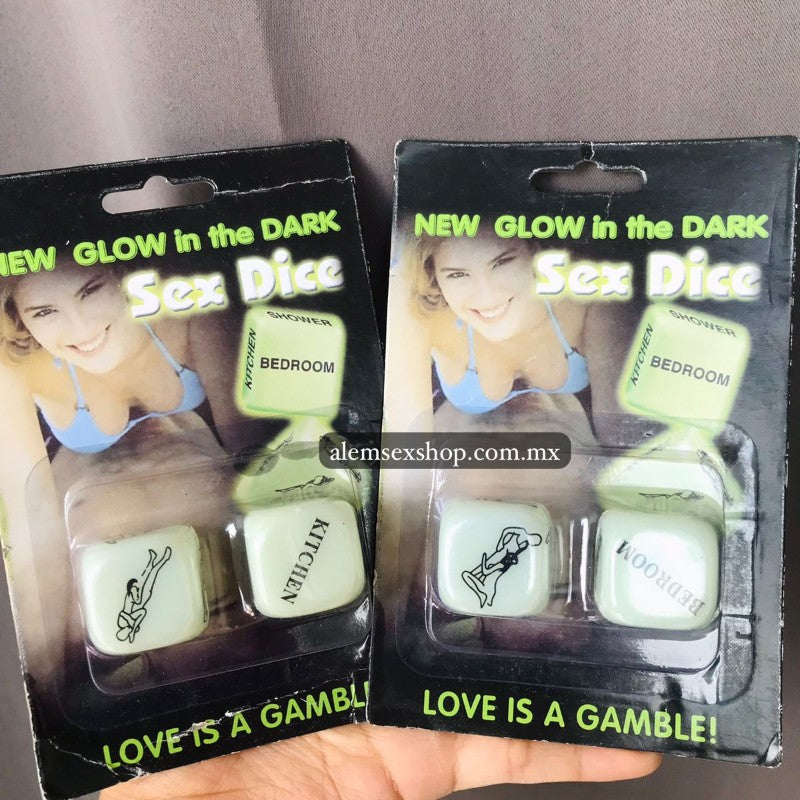 NEW GLOW in the DARK
Sex Dice
SHOWER
KITCHEN
BEDROOM
KITCHEN
LOVE IS A GAMBL
NEW GLOW in the DARK
Sex Dice
SHOWER
KITCHEN
BEDROOM
BEDROOM
LOVE IS A GAMBLE!
alemsexshop.com.mx